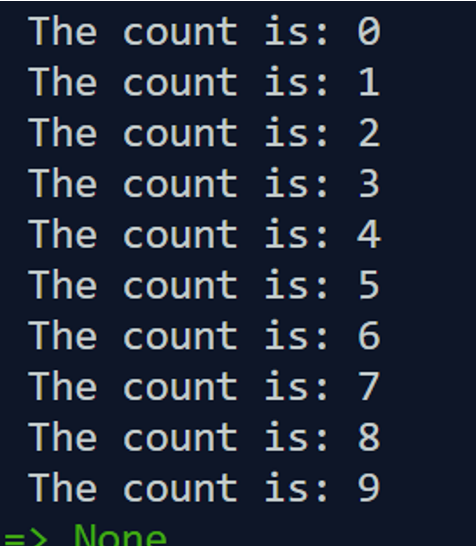 The count is: 0
The count is: 1
The count is: 2
The count is: 3
The count is: 4
The count is: 5
The count is: 6
The count is: 7
The count is: 8
The count is: 9
=> None